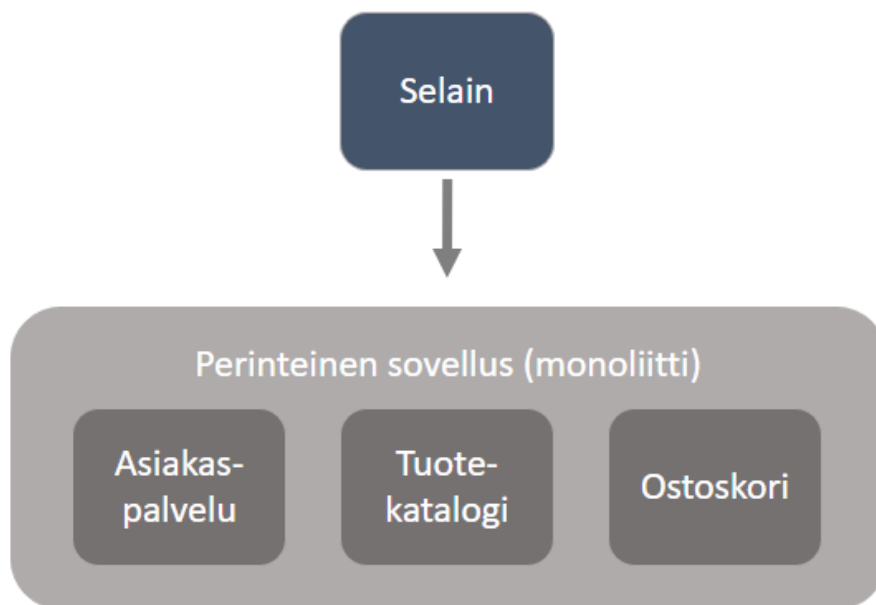 Selain
Perinteinen sovellus (monoliitti)
Asiakas-
palvelu
Tuote-
katalogi
Ostoskori